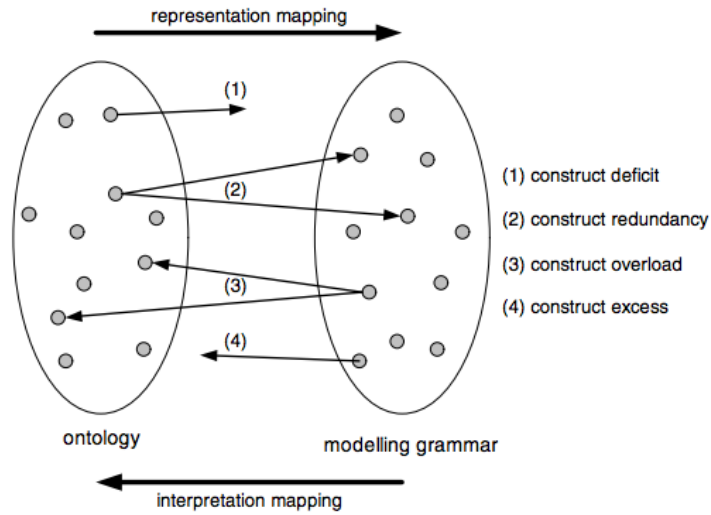 representation mapping
(1)
(1) construct deficit
(2)
(2) construct redundancy
(3) construct overload
(3)
(4) construct excess
(4)
ontology
modelling grammar
interpretation mapping